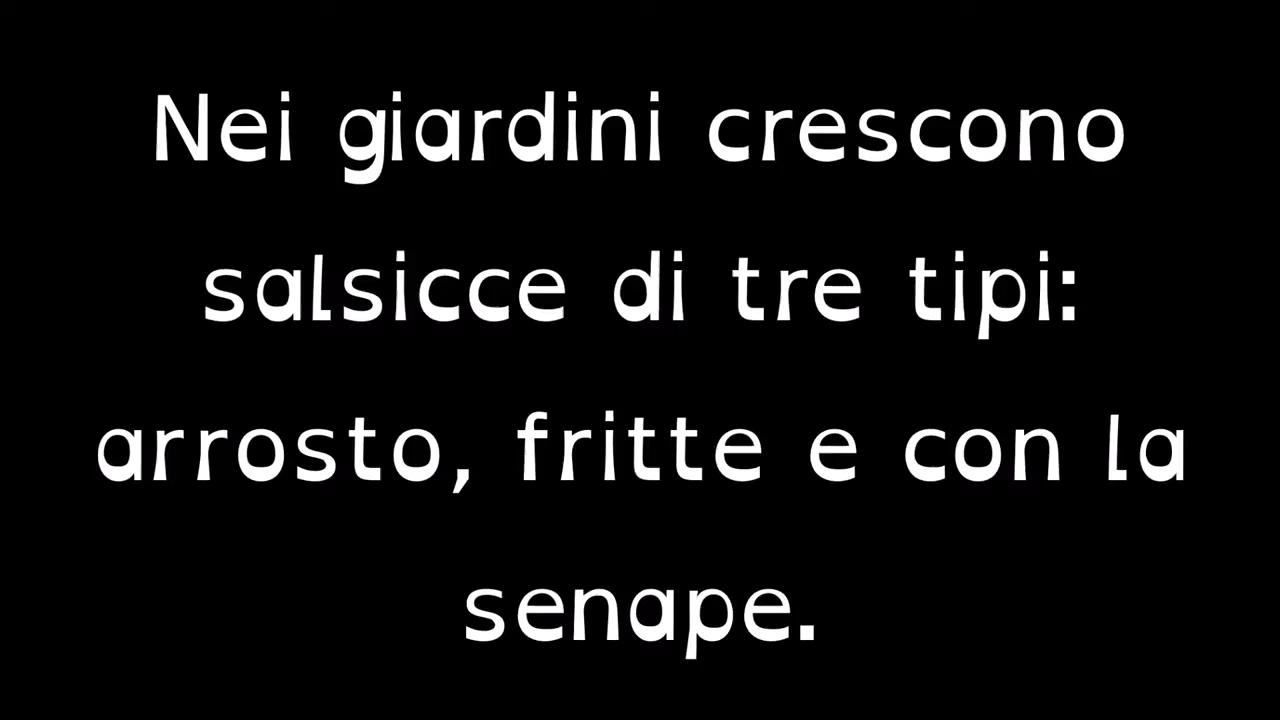 Nei giardini crescono
salsicce di tre tipi:
arrosto, fritte e con la
senape.